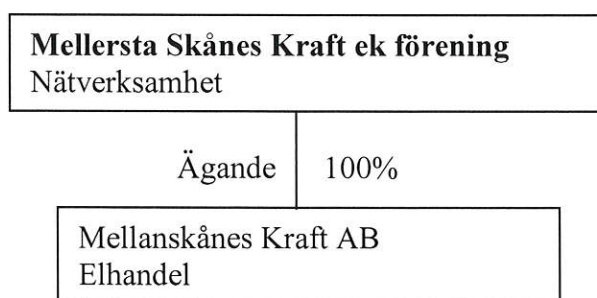 Mellersta Skånes Kraft ek förening
Nätverksamhet
Ägande 100%
Mellanskånes Kraft AB
Elhandel